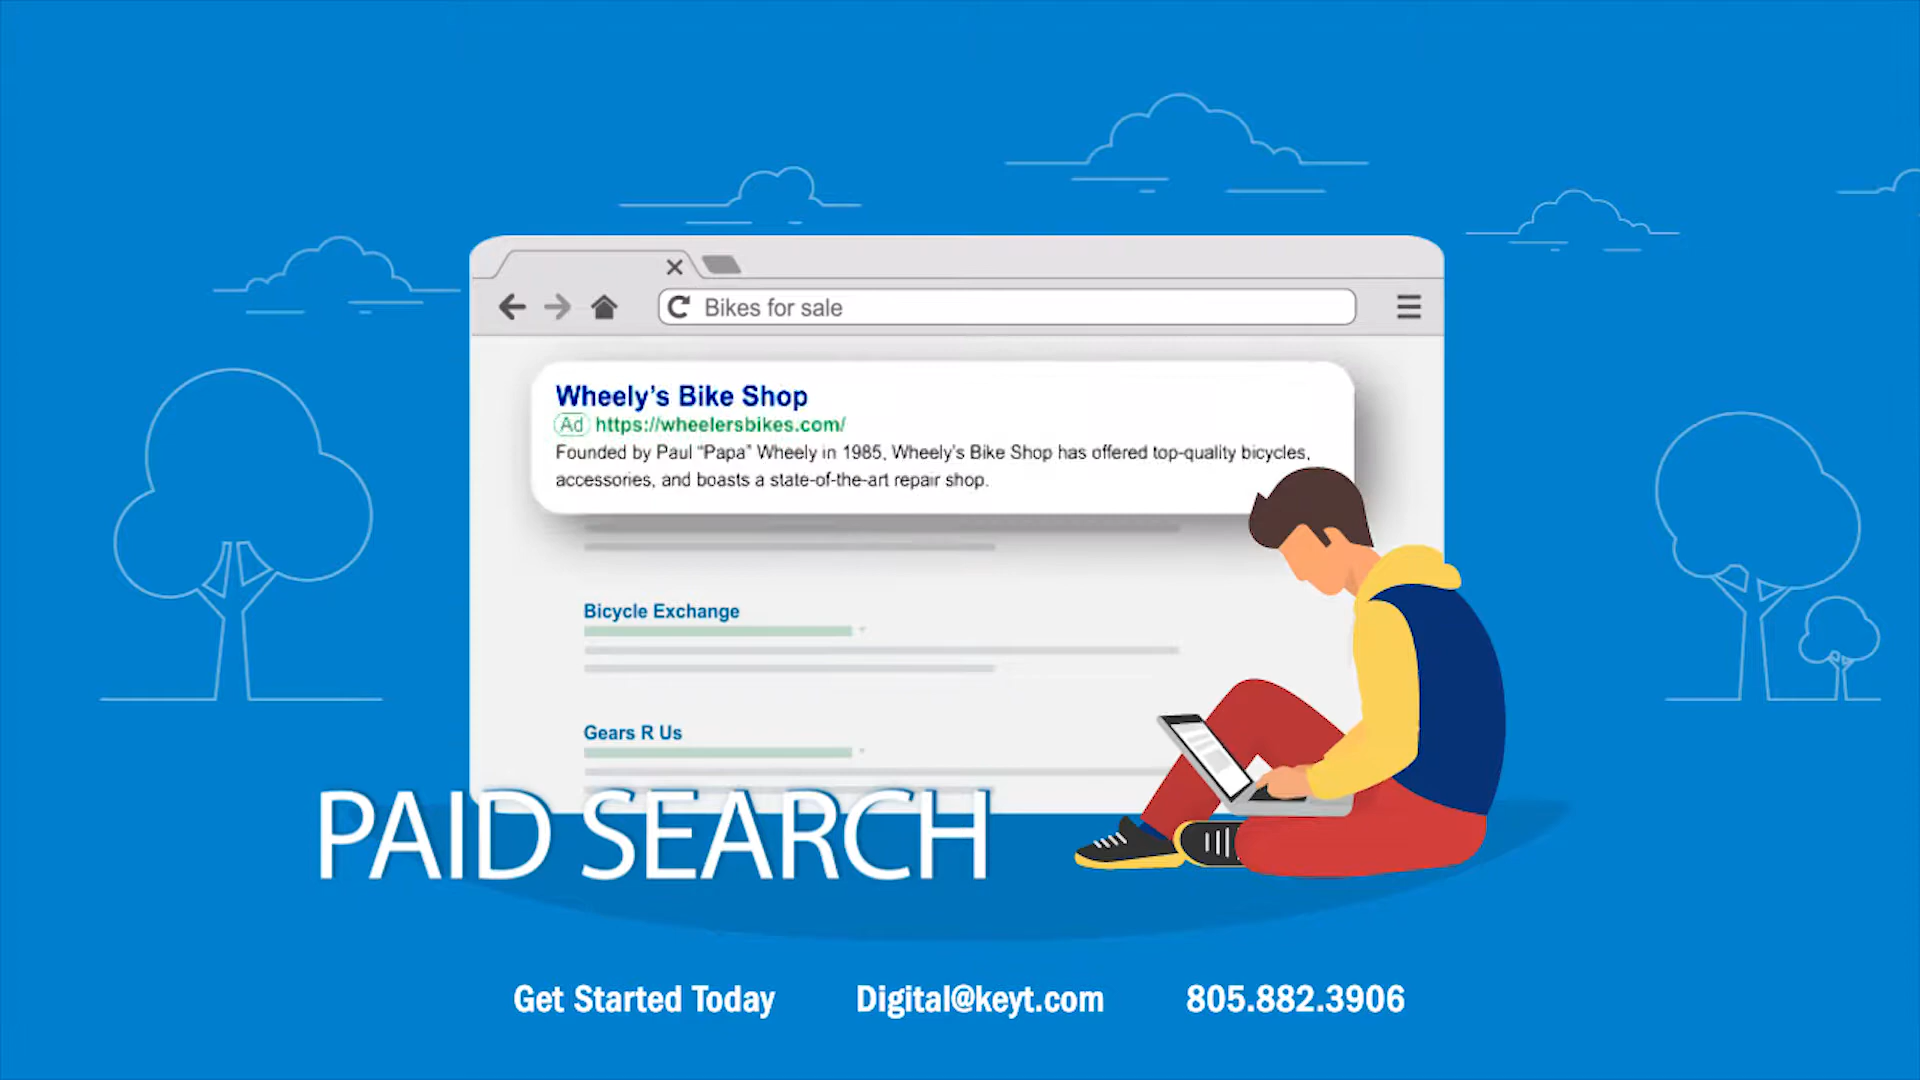 Bikes for sale
Wheely's Bike Shop
Ad https://wheelersbikes.com/
Founded by Paul “Papa” Wheely in 1985, Wheely's Bike Shop has offered top-quality bicycles,
accessories, and boasts a state-of-the-art repair shop.
Bicycle Exchange
Gears R Us
PAID SEARCH
Get Started Today Digital@keyt.com 805.882.3906